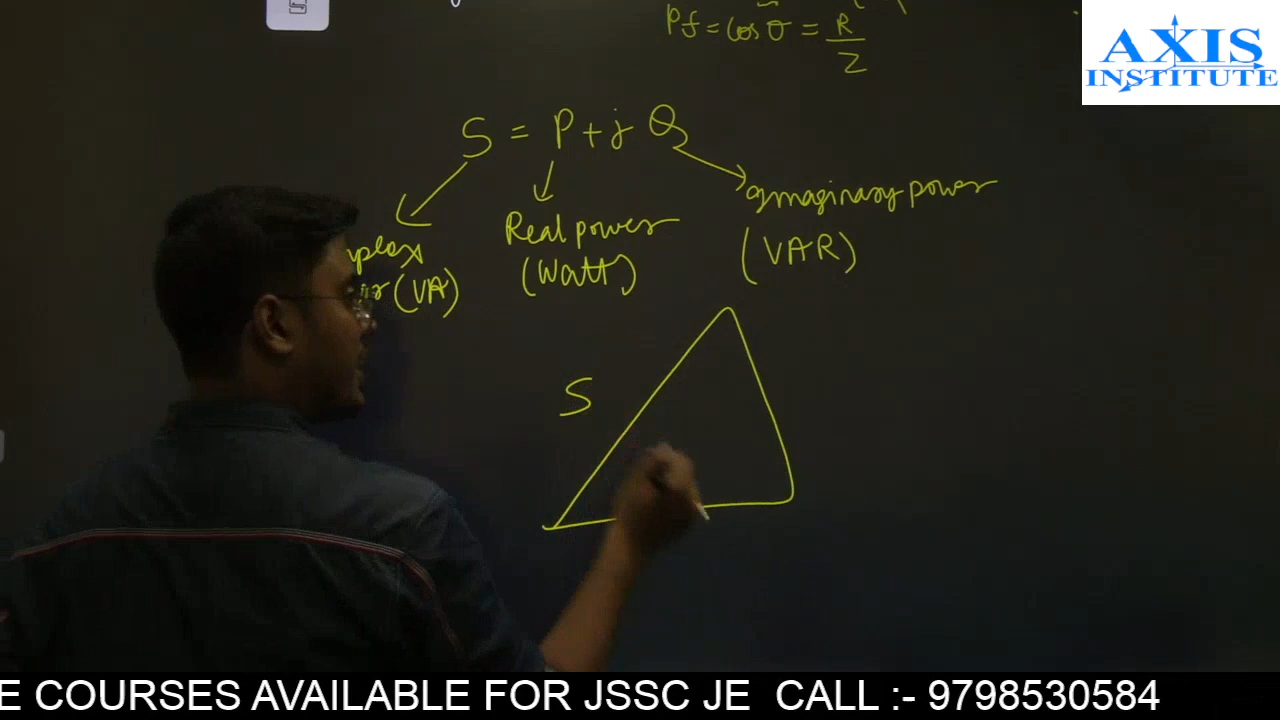 Pf = cos θ = R/Z
AXIS
INSTITUTE
S = P + j Q
Real power
(Watt)
Imaginary power
(VAR)
(VA)
S
E COURSES AVAILABLE FOR JSSC JE CALL :- 9798530584